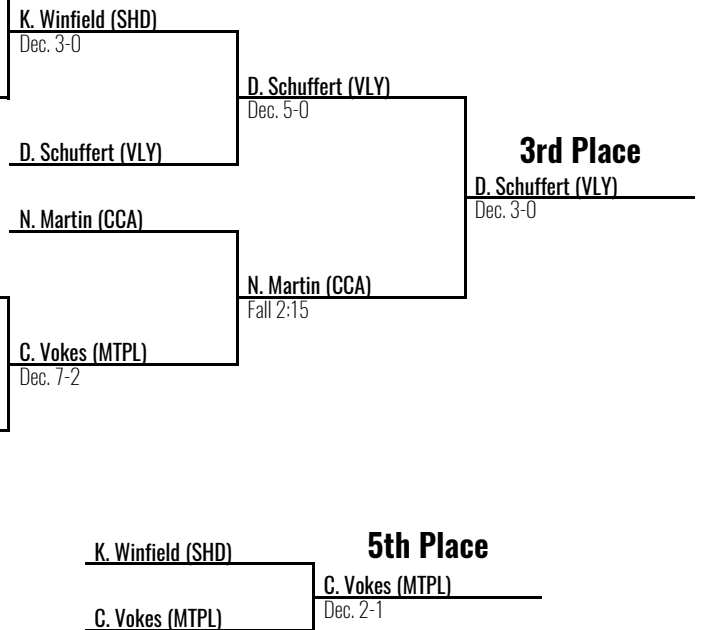 K. Winfield (SHD)
Dec. 3-0
D. Schuffert (VLY)
Dec. 5-0
D. Schuffert (VLY)
3rd Place
D. Schuffert (VLY)
Dec. 3-0
N. Martin (CCA)
N. Martin (CCA)
Fall 2:15
C. Vokes (MTPL)
Dec. 7-2
5th Place
K. Winfield (SHD)
C. Vokes (MTPL)
Dec. 2-1
C. Vokes (MTPL)